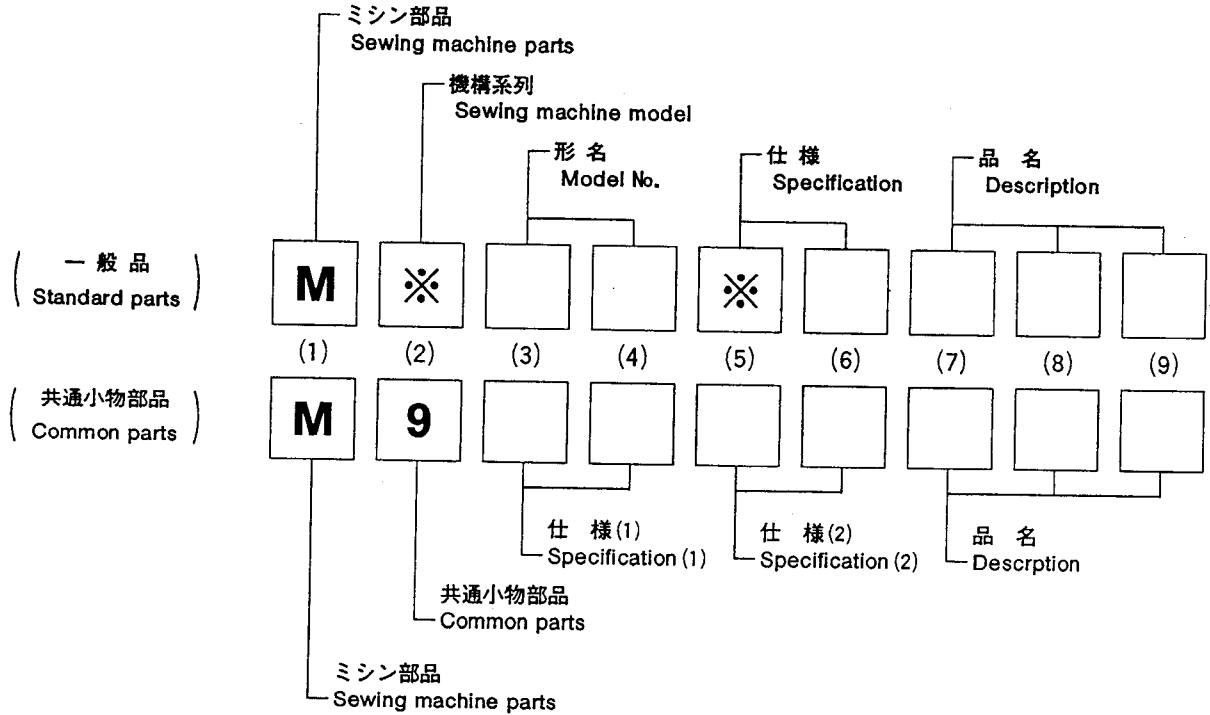 ミシン部品
Sewing machine parts
機構系列
Sewing machine model
形 名
Model No.
仕 様
Specification
品 名
Description
(一 般 品
Standard parts)
M ※ ※
(1) (2) (3) (4) (5) (6) (7) (8) (9)
(共通小物部品
Common parts)
M 9
仕 様(1)
Specification(1)
仕 様(2)
Specification(2)
品 名
Descrption
共通小物部品
Common parts
ミシン部品
Sewing machine parts